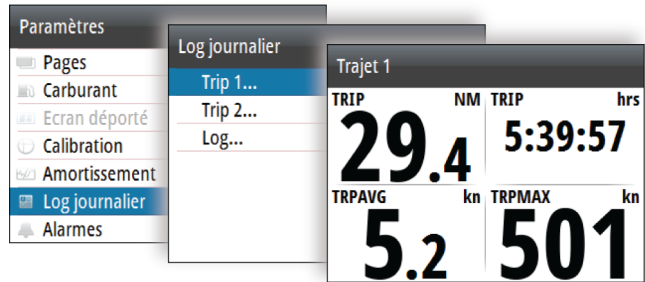 Paramètres
Pages
Carburant
Ecran déporté
Calibration
Amortissement
Log journalier
Alarmes
Log journalier
Trip 1...
Trip 2...
Log...
Trajet 1
TRIP NM
29.4
TRIP hrs
5:39:57
TRPAVG kn
5.2
TRPMAX kn
501